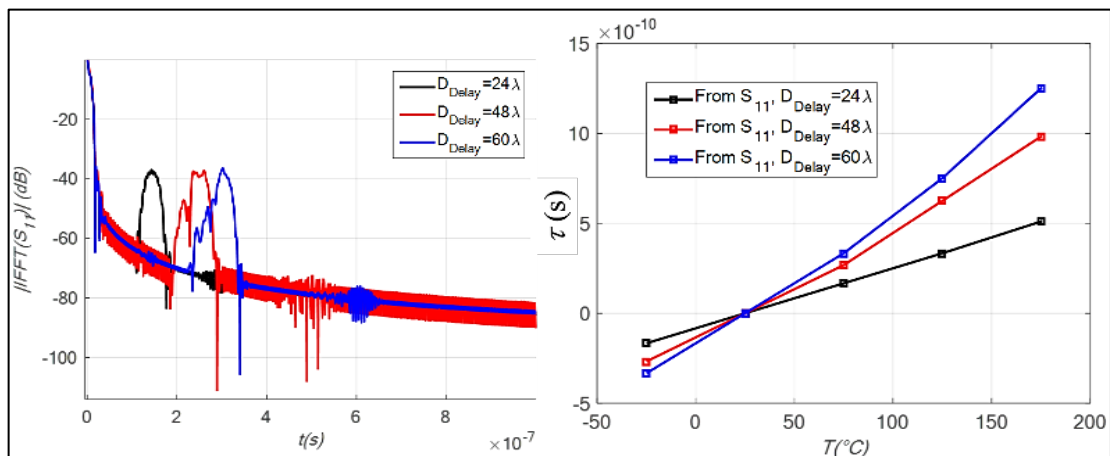 |IFFT(S₁₁)| (dB)
-20
-40
-60
-80
-100
D_Delay=24λ
D_Delay=48λ
D_Delay=60λ
0
2
4
6
8
×10⁻⁷
t(s)
×10⁻¹⁰
15
10
5
0
-5
τ (s)
From S₁₁, D_Delay=24λ
From S₁₁, D_Delay=48λ
From S₁₁, D_Delay=60λ
-50
0
50
100
150
200
T(°C)